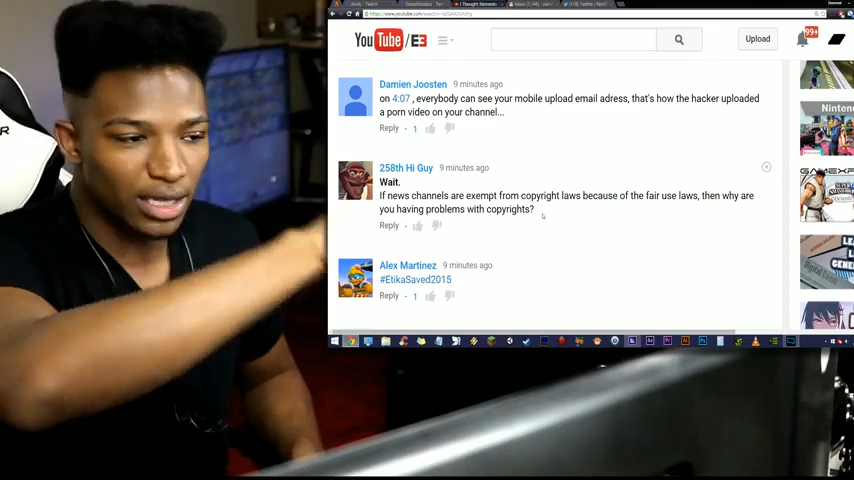 YouTube /E3
Upload
99+
Damien Joosten 9 minutes ago
on 4:07 , everybody can see your mobile upload email adress, that's how the hacker uploaded
a porn video on your channel...
Reply · 1
258th Hi Guy 9 minutes ago
Wait.
If news channels are exempt from copyright laws because of the fair use laws, then why are
you having problems with copyrights?
Reply ·
Alex Martinez 9 minutes ago
#EtikaSaved2015
Reply · 1
Nintend